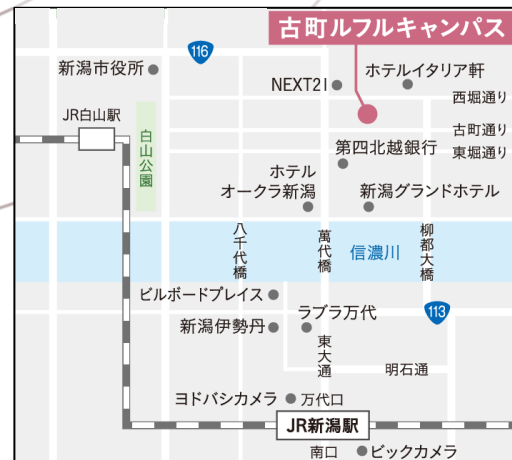 古町ルフルキャンパス
116
新潟市役所
NEXT21
ホテルイタリア軒
西堀通り
JR白山駅
白山公園
古町通り
第四北越銀行
東堀通り
ホテル
オークラ新潟
新潟グランドホテル
八千代橋
萬代橋
信濃川
柳都大橋
ビルボードプレイス
ラブラ万代
113
新潟伊勢丹
東大通
明石通
ヨドバシカメラ
万代口
JR新潟駅
南口
ビックカメラ